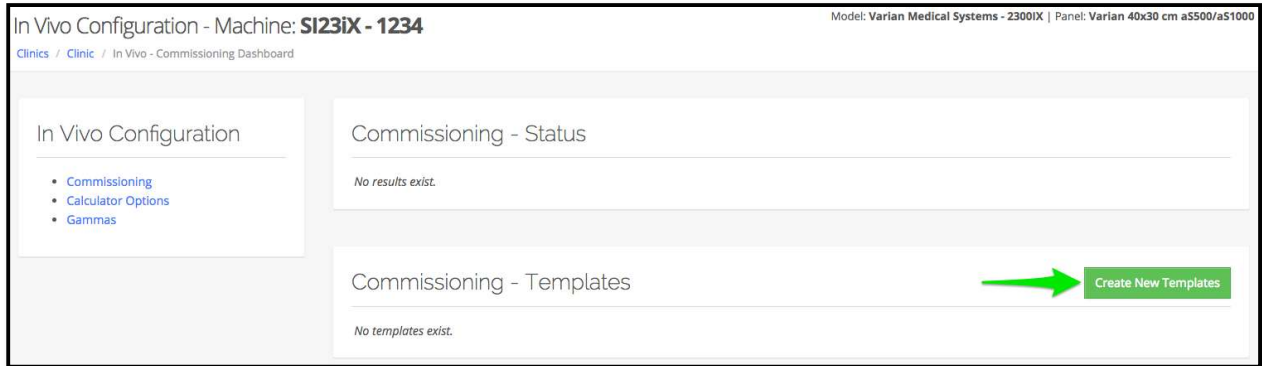 In Vivo Configuration - Machine: SI23iX - 1234
Model: Varian Medical Systems - 2300IX | Panel: Varian 40x30 cm aS500/aS1000
Clinics / Clinic / In Vivo - Commissioning Dashboard
In Vivo Configuration
• Commissioning
• Calculator Options
• Gammas
Commissioning - Status
No results exist.
Commissioning - Templates
Create New Templates
No templates exist.